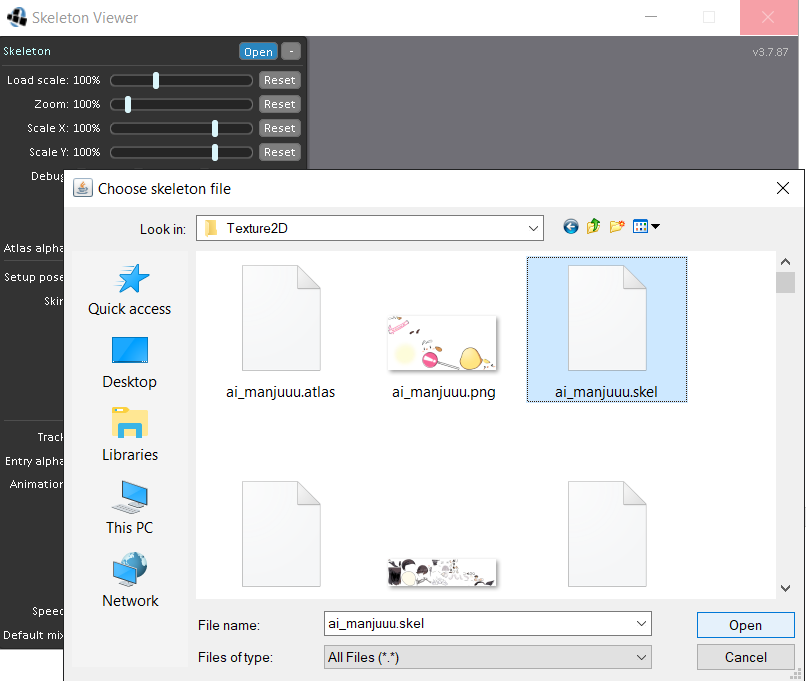 Skeleton Viewer
Skeleton Open -
v3.7.87
Load scale: 100% Reset
Zoom: 100% Reset
Scale X: 100% Reset
Scale Y: 100% Reset
Debug
Atlas alpha
Setup pose
Skin
Track
Entry alpha
Animation
Speed
Default mix
Choose skeleton file
Look in: Texture2D
Quick access
Desktop
Libraries
This PC
Network
ai_manjuuu.atlas
ai_manjuuu.png
ai_manjuuu.skel
File name: ai_manjuuu.skel Open
Files of type: All Files (*.*) Cancel